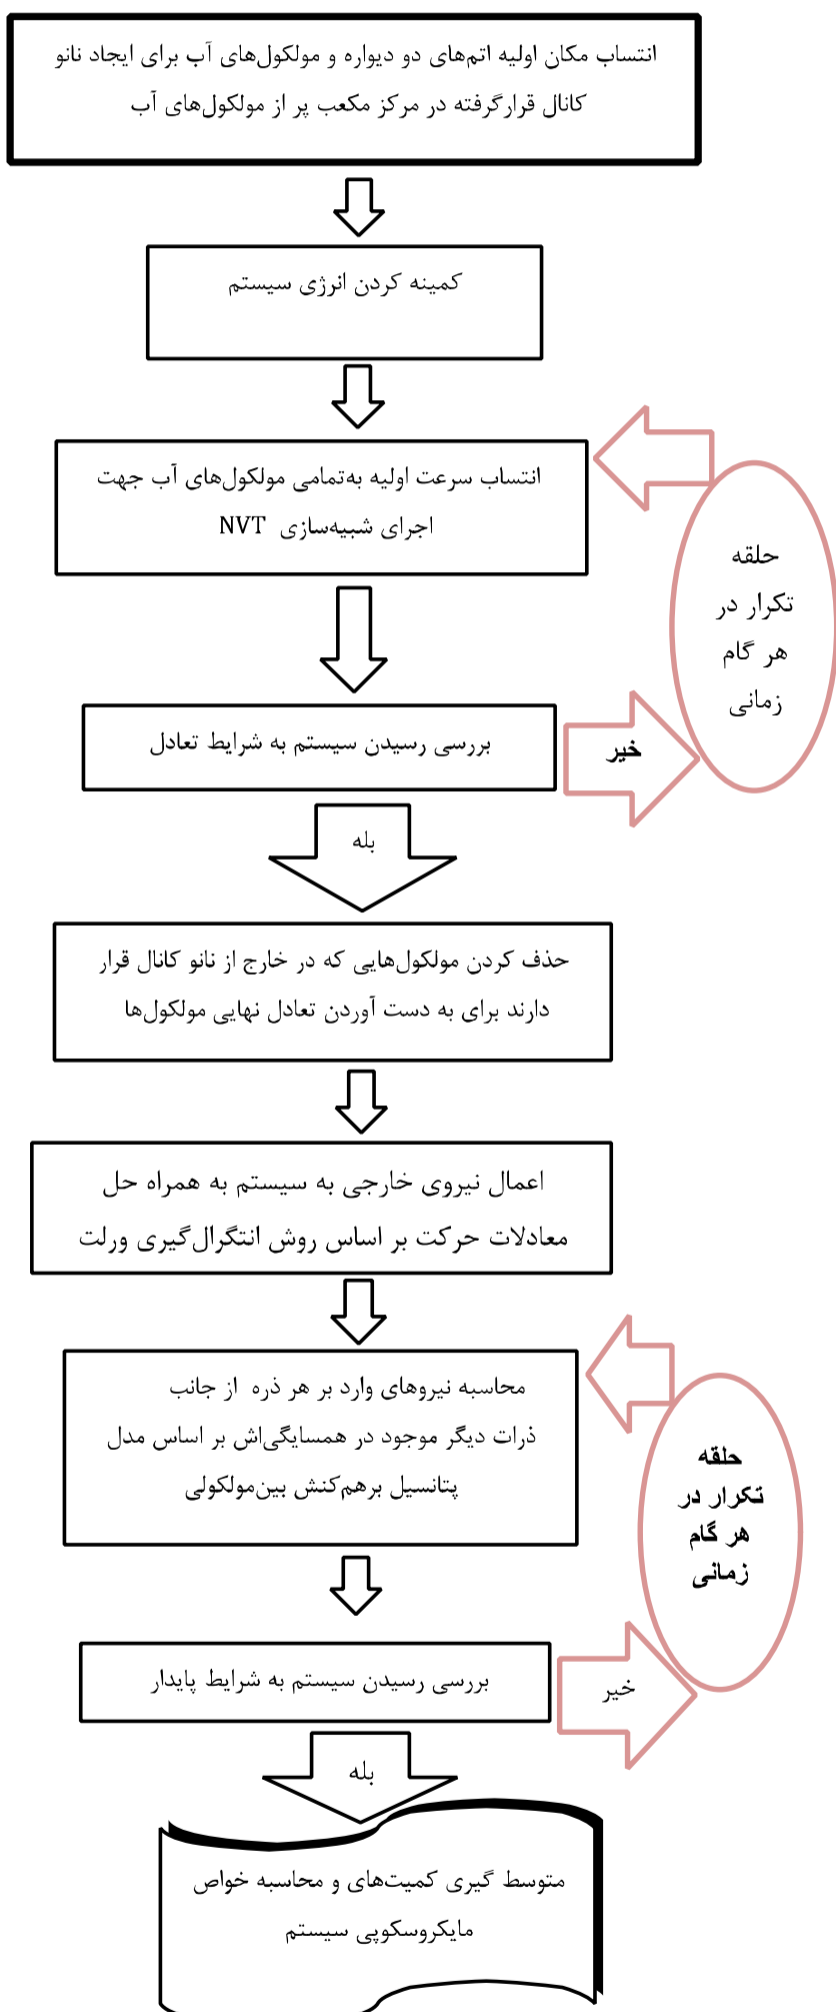 انتساب مکان اولیه اتم‌های دو دیواره و مولکول‌های آب برای ایجاد نانو
کانال قرارگرفته در مرکز مکعب پر از مولکول‌های آب
کمینه کردن انرژی سیستم
انتساب سرعت اولیه به‌تمامی مولکول‌های آب جهت
اجرای شبیه‌سازی NVT
حلقه
تکرار در
هر گام
زمانی
بررسی رسیدن سیستم به شرایط تعادل
خیر
بله
حذف کردن مولکول‌هایی که در خارج از نانو کانال قرار
دارند برای به دست آوردن تعادل نهایی مولکول‌ها
اعمال نیروی خارجی به سیستم به همراه حل
معادلات حرکت بر اساس روش انتگرال‌گیری ورلت
محاسبه نیروهای وارد بر هر ذره از جانب
ذرات دیگر موجود در همسایگی‌اش بر اساس مدل
پتانسیل برهم‌کنش بین‌مولکولی
حلقه
تکرار در
هر گام
زمانی
بررسی رسیدن سیستم به شرایط پایدار
خیر
بله
متوسط گیری کمیت‌های و محاسبه خواص
مایکروسکوپی سیستم